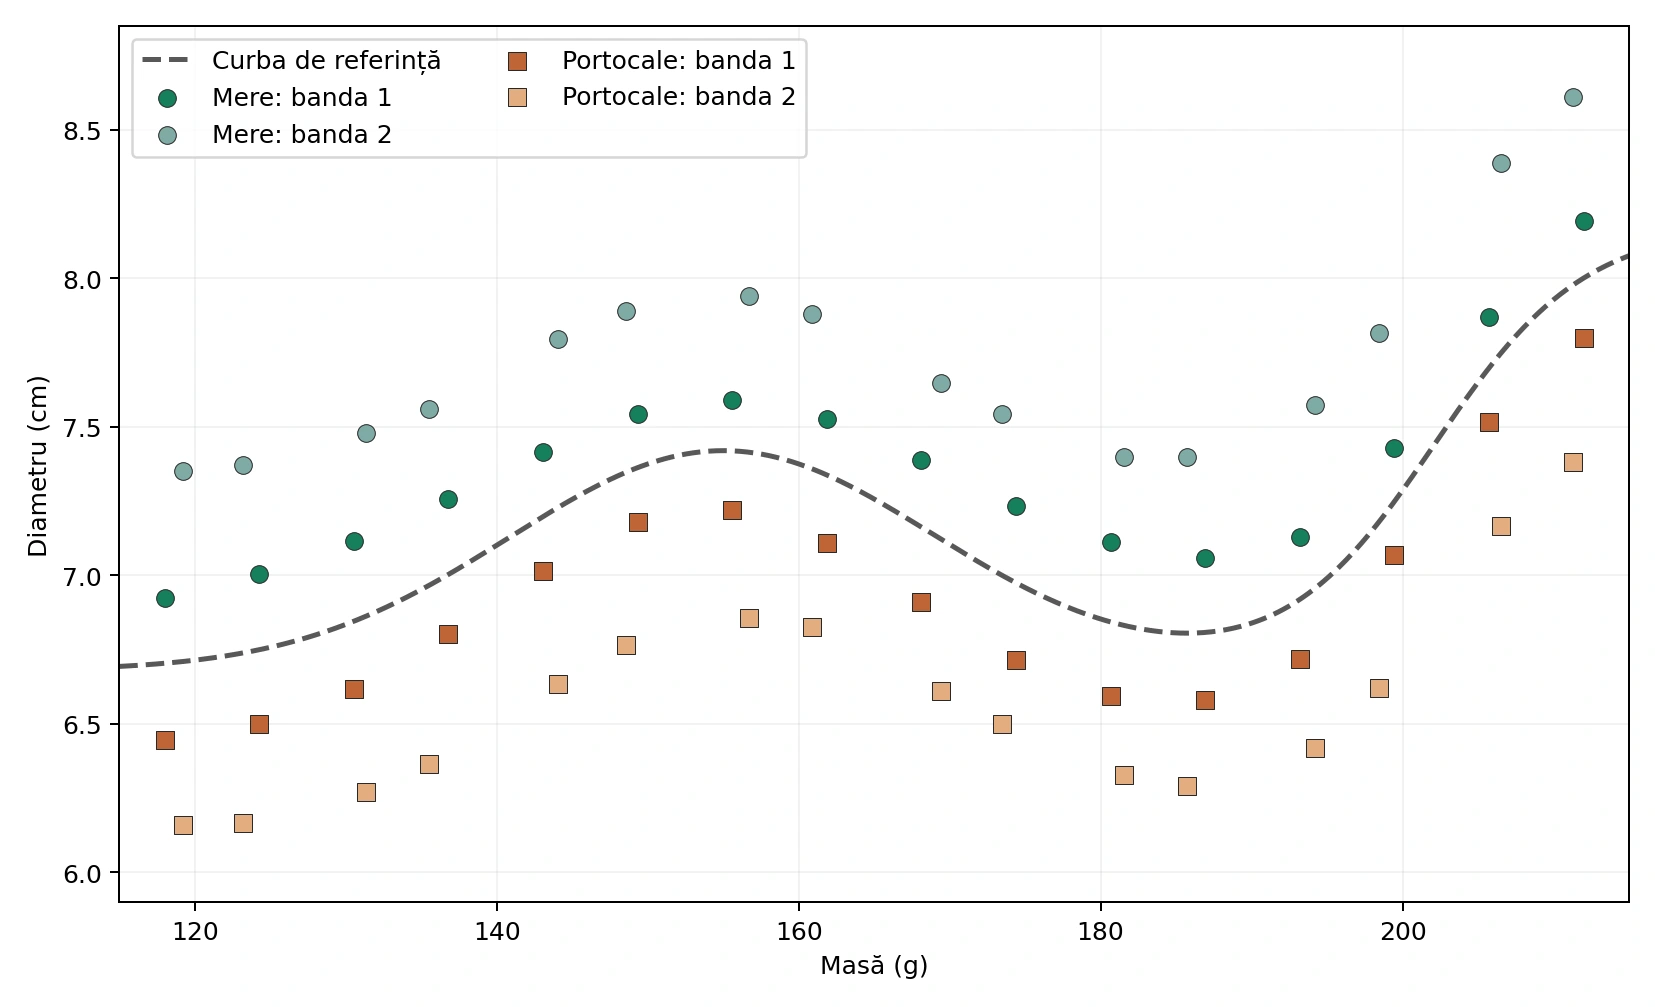 Curba de referință
Mere: banda 1
Mere: banda 2
Portocale: banda 1
Portocale: banda 2
Diametru (cm)
8.5
8.0
7.5
7.0
6.5
6.0
120
140
160
180
200
Masă (g)